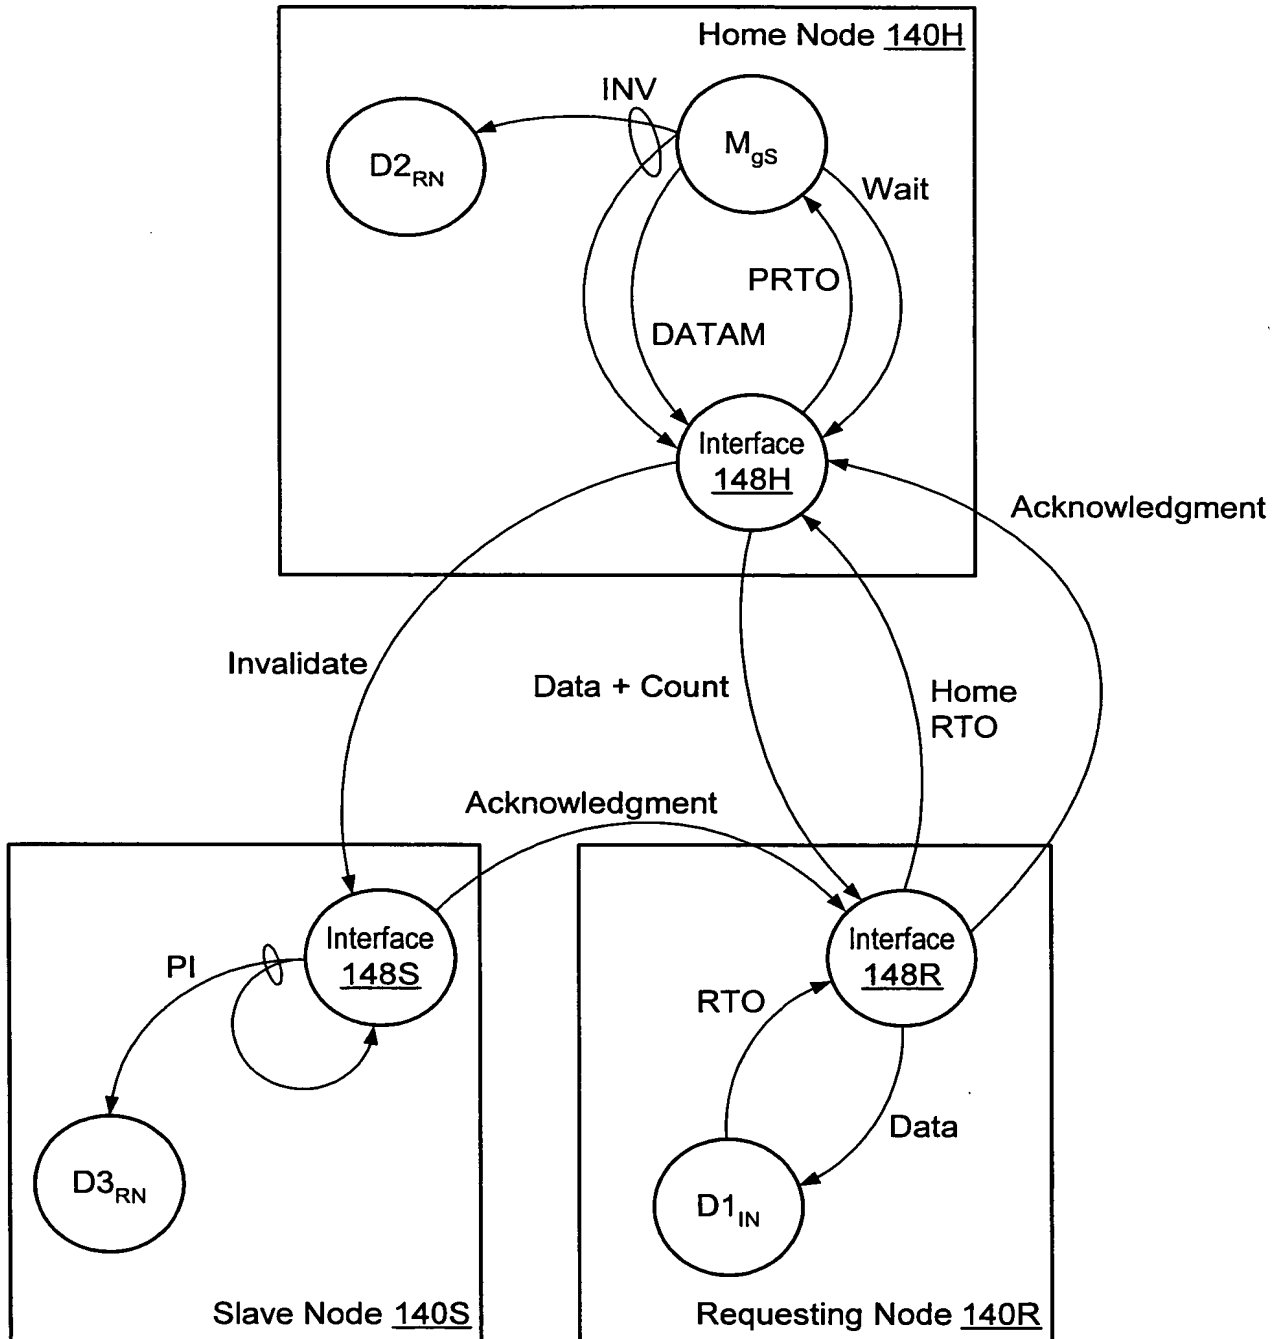 Home Node 140H
INV
D2RN
MgS
Wait
PRTO
DATAM
Interface
148H
Acknowledgment
Invalidate
Data + Count
Home
RTO
Acknowledgment
Interface
148S
PI
D3RN
Slave Node 140S
Interface
148R
RTO
Data
D1IN
Requesting Node 140R